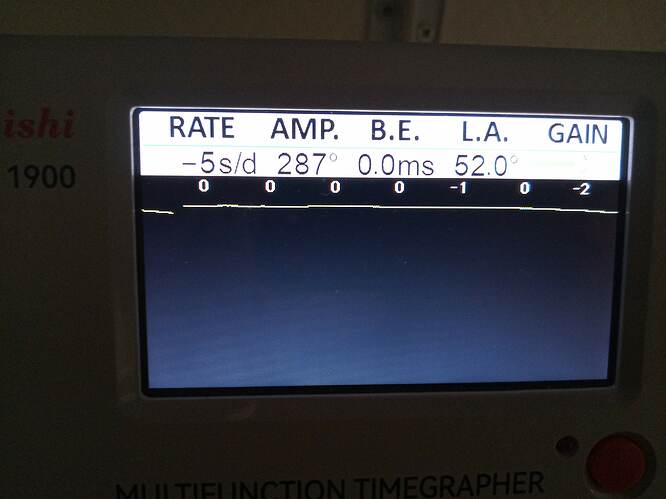 RATE AMP. B.E. L.A. GAIN
ishi
-5s/d 287° 0.0ms 52.0°
1900
0 0 0 0 -1 0 -2
MULTIFUNCTION TIMEGRAPHER